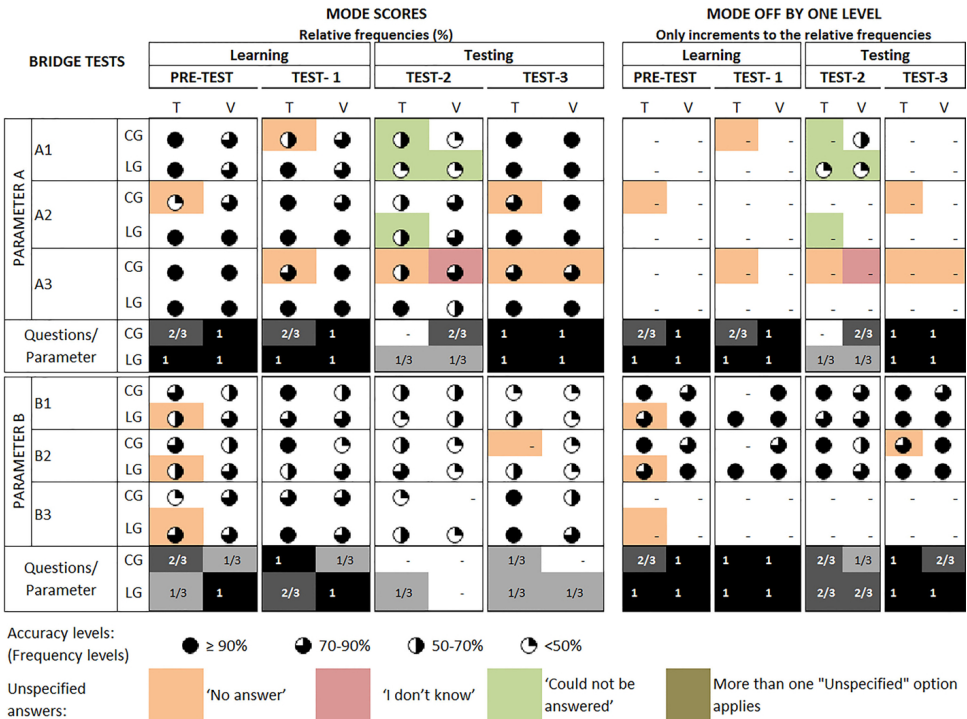 MODE SCORES MODE OFF BY ONE LEVEL
Relative frequencies (%) Only increments to the relative frequencies
BRIDGE TESTS Learning Testing Learning Testing
PRE-TEST TEST- 1 TEST-2 TEST-3 PRE-TEST TEST- 1 TEST-2 TEST-3
T V T V T V T V T V T V T V T V
PARAMETER A
A1 CG - - - - -
LG - - - - - -
A2 CG - - - - - - - -
LG - - - - - - - -
A3 CG - - - - - - - -
LG - - - - - - - -
Questions/ Parameter
CG 2/3 1 2/3 1 - 2/3 1 1 2/3 1 2/3 1 - 2/3 1 1
LG 1 1 1 1 1/3 1/3 1 1 1 1 1 1 1/3 1/3 1 1
PARAMETER B
B1 CG -
LG
B2 CG - -
LG
B3 CG - - - - - - - - -
LG - - - - - - - -
Questions/ Parameter
CG 2/3 1/3 1 1/3 - - 1/3 - 2/3 1 1 1 2/3 1/3 1 2/3
LG 1/3 1 2/3 1 1/3 - 1/3 1/3 1 1 1 1 2/3 2/3 1 1
Accuracy levels:
(Frequency levels) ≥ 90% 70-90% 50-70% <50%
Unspecified answers: 'No answer' 'I don't know' 'Could not be answered' More than one "Unspecified" option applies